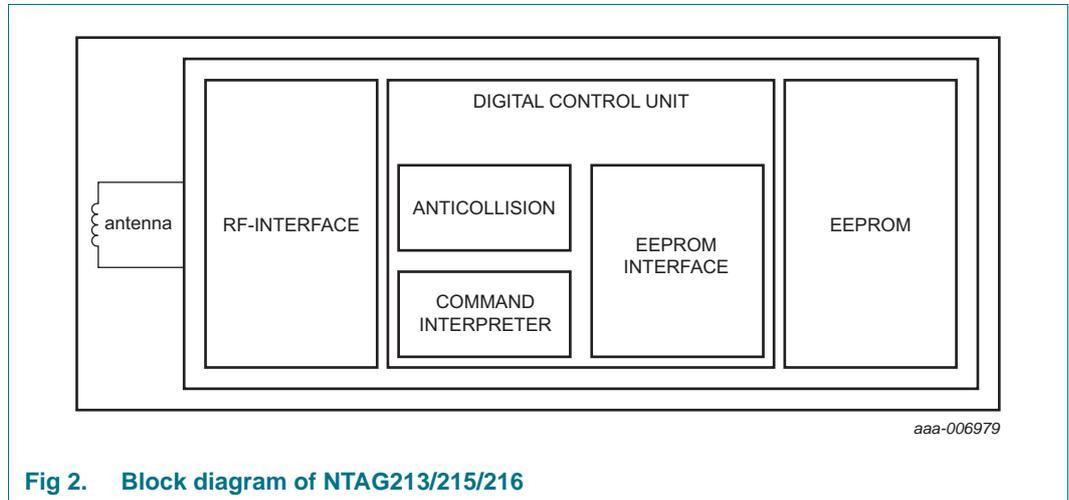 DIGITAL CONTROL UNIT
antenna
RF-INTERFACE
ANTICOLLISION
COMMAND
INTERPRETER
EEPROM
INTERFACE
EEPROM
aaa-006979
Fig 2. Block diagram of NTAG213/215/216